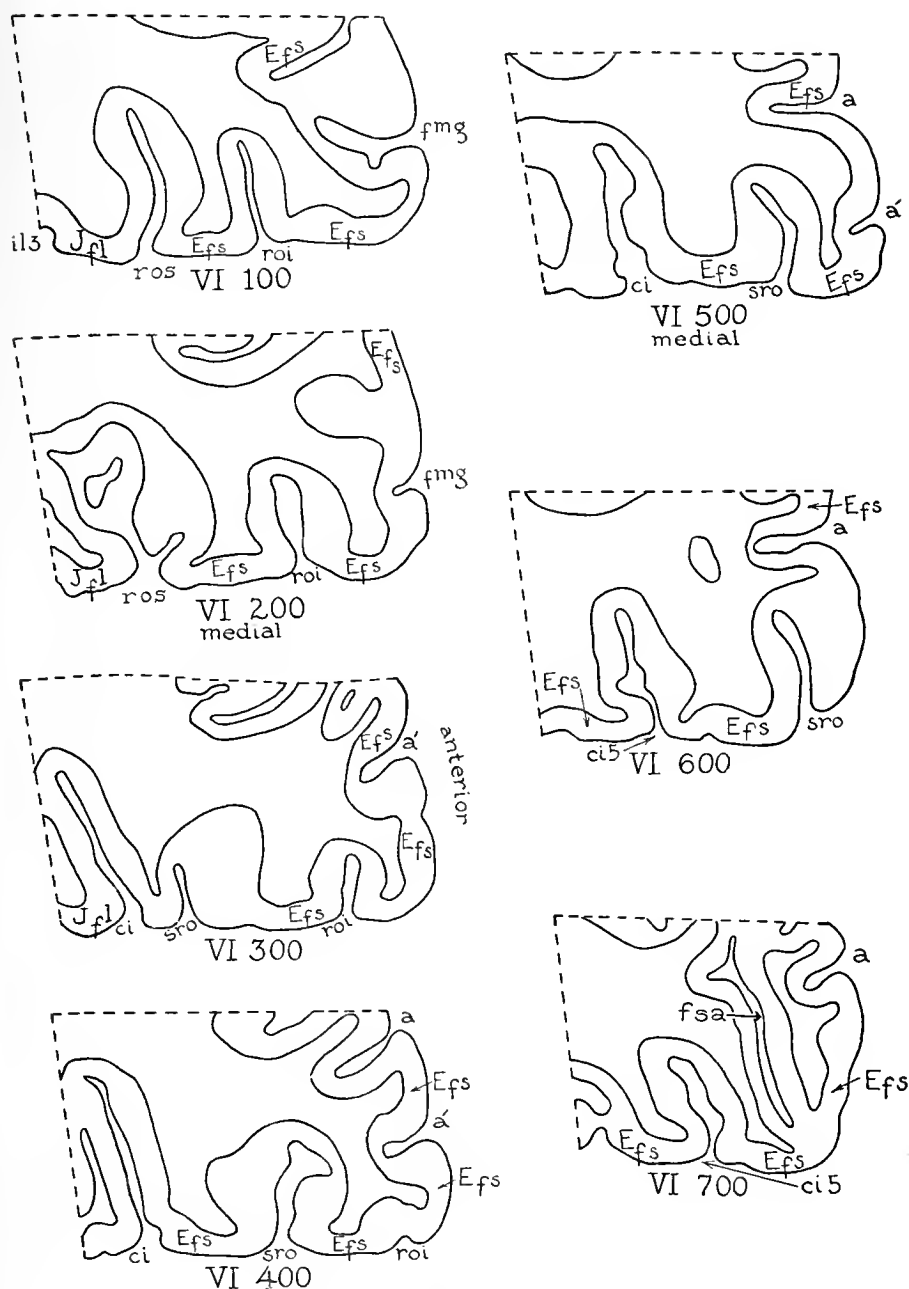 Efs
fmg
il3 Jfl Efs Efs
ros roi
VI 100
Efs
fmg
Jfl Efs Efs
ros roi
VI 200
medial
Efs a′
anterior
Efs
Jfl ci sro Efs roi
VI 300
a
Efs
a′
Efs
Efs Efs
ci sro roi
VI 400
Efs a
a′
Efs Efs
ci sro
VI 500
medial
Efs
a
Efs Efs sro
ci5
VI 600
a
fsa
Efs
Efs Efs
ci5
VI 700